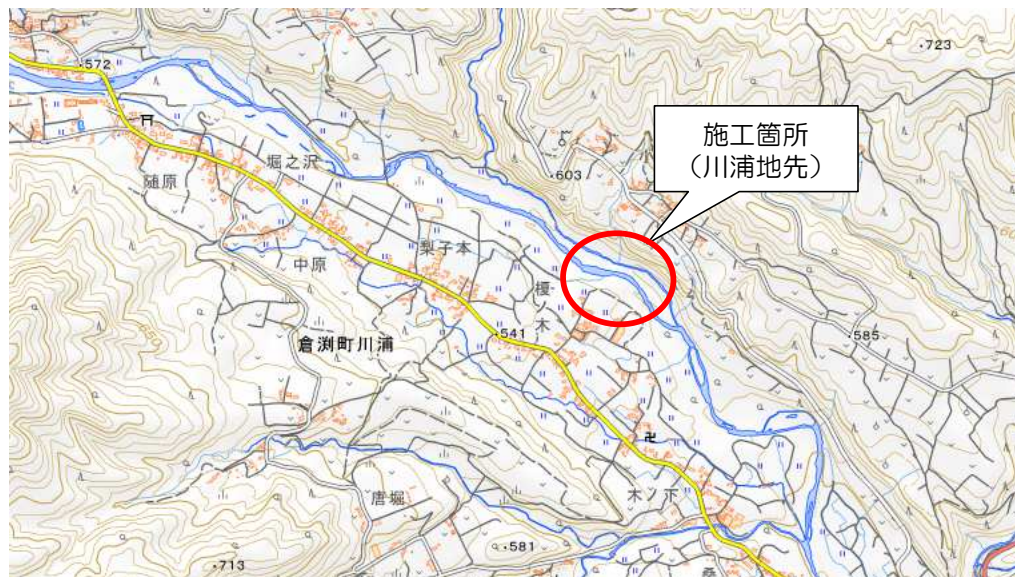 572
723
施工箇所
(川浦地先)
堀之沢
603
随原
中原
梨子本
榎ノ木
541
倉渕町川浦
585
669
木ノ下
唐堀
581
713